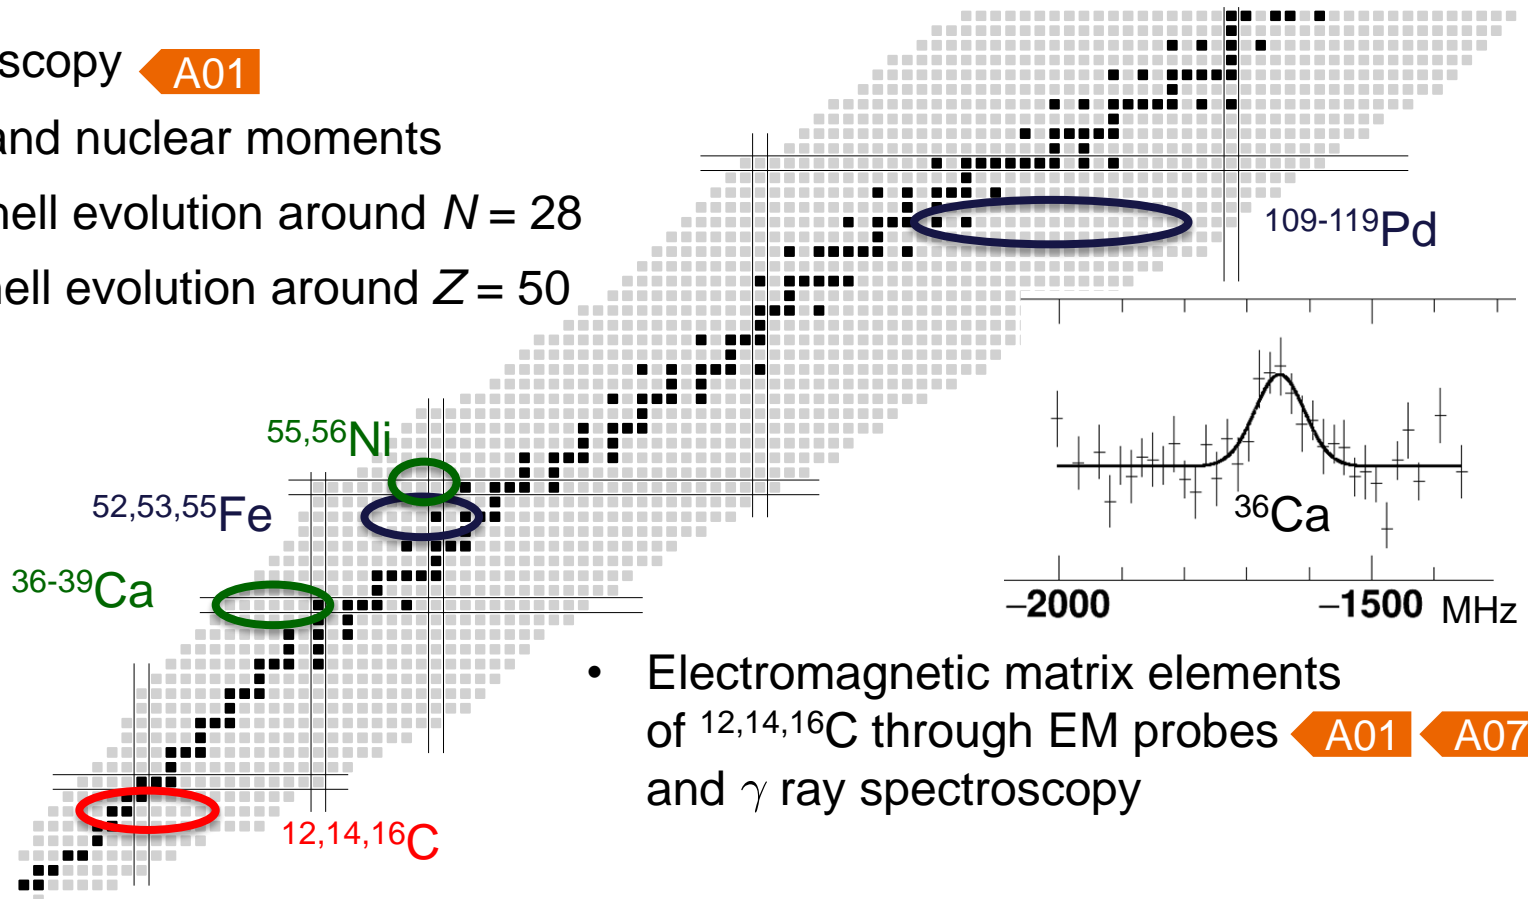 scopy A01
and nuclear moments
hell evolution around N = 28
hell evolution around Z = 50
109-119Pd
55,56Ni
52,53,55Fe
36-39Ca
36Ca
−2000 −1500 MHz
• Electromagnetic matrix elements
of 12,14,16C through EM probes A01 A07
and γ ray spectroscopy
12,14,16C